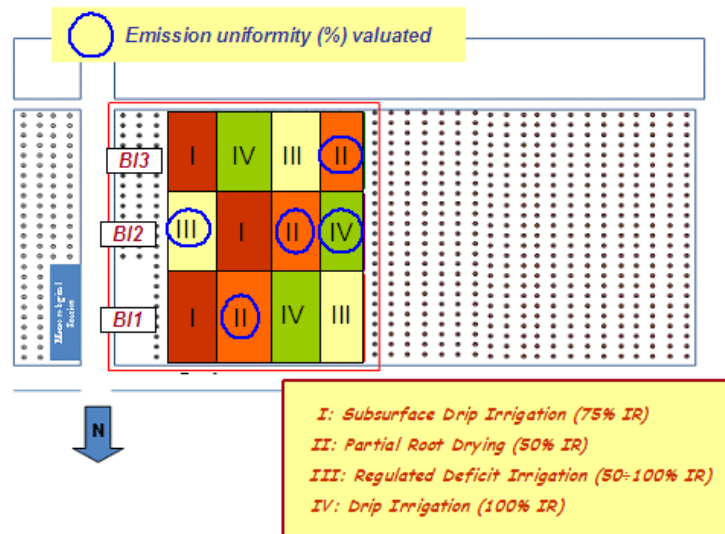 Emission uniformity (%) valuated
BI3 I IV III II
BI2 III I II IV
BI1 I II IV III
N
I: Subsurface Drip Irrigation (75% IR)
II: Partial Root Drying (50% IR)
III: Regulated Deficit Irrigation (50÷100% IR)
IV: Drip Irrigation (100% IR)